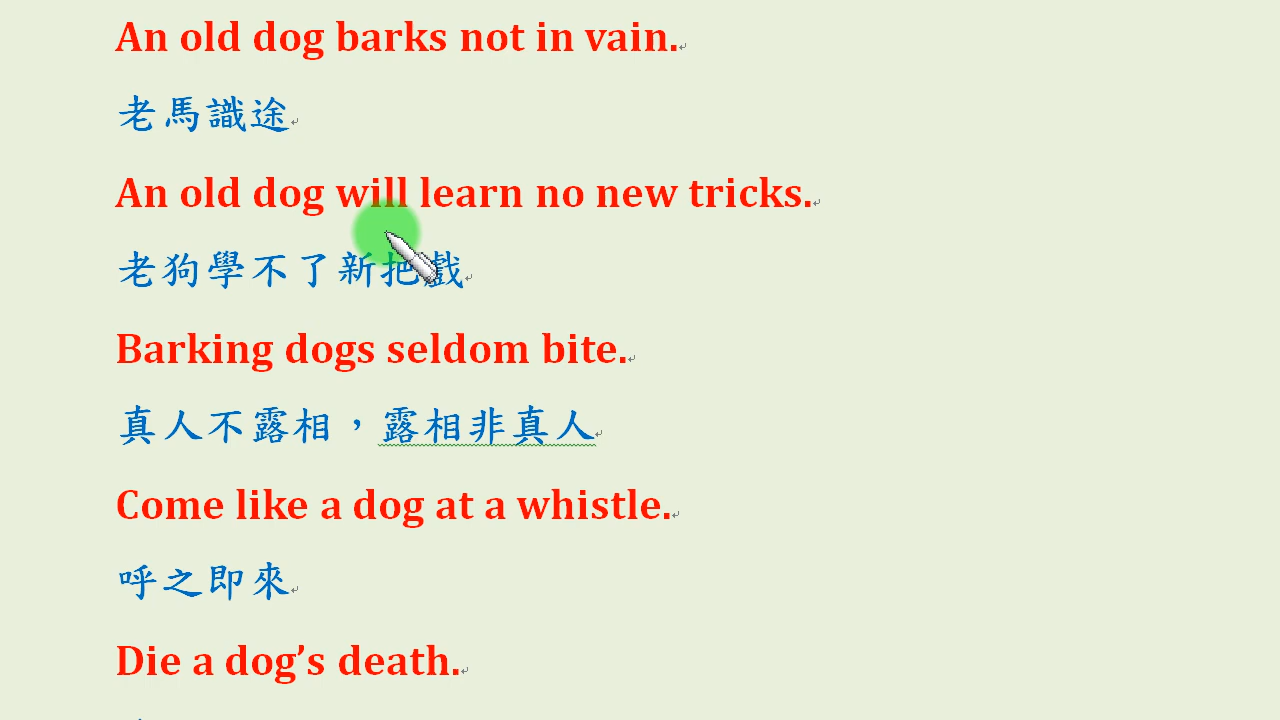 An old dog barks not in vain.
老馬識途
An old dog will learn no new tricks.
老狗學不了新把戲
Barking dogs seldom bite.
真人不露相，露相非真人
Come like a dog at a whistle.
呼之即來
Die a dog’s death.